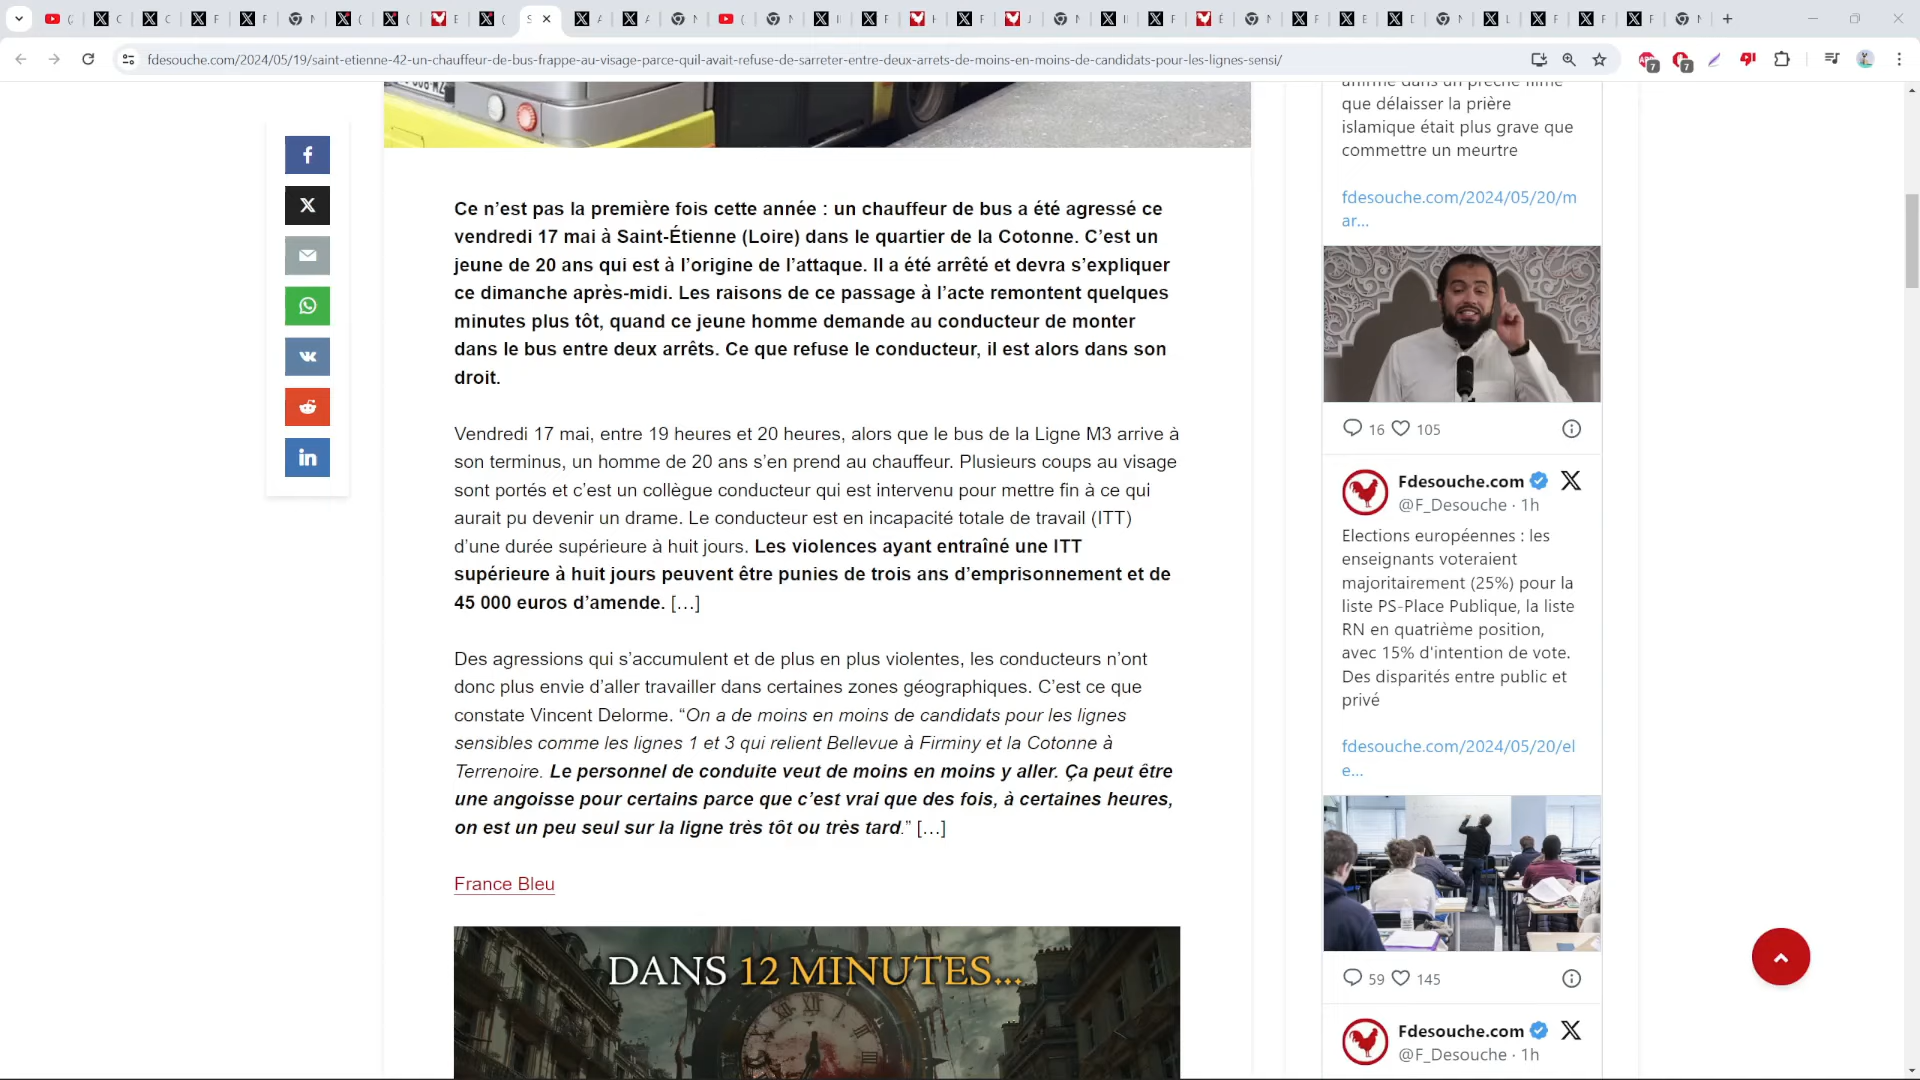 fdesouche.com/2024/05/19/saint-etienne-42-un-chauffeur-de-bus-frappe-au-visage-parce-quil-avait-refuse-de-sarreter-entre-deux-arrets-de-moins-en-moins-de-candidats-pour-les-lignes-sensi/
7
7
Ce n’est pas la première fois cette année : un chauffeur de bus a été agressé ce
vendredi 17 mai à Saint-Étienne (Loire) dans le quartier de la Cotonne. C’est un
jeune de 20 ans qui est à l’origine de l’attaque. Il a été arrêté et devra s’expliquer
ce dimanche après-midi. Les raisons de ce passage à l’acte remontent quelques
minutes plus tôt, quand ce jeune homme demande au conducteur de monter
dans le bus entre deux arrêts. Ce que refuse le conducteur, il est alors dans son
droit.
Vendredi 17 mai, entre 19 heures et 20 heures, alors que le bus de la Ligne M3 arrive à
son terminus, un homme de 20 ans s’en prend au chauffeur. Plusieurs coups au visage
sont portés et c’est un collègue conducteur qui est intervenu pour mettre fin à ce qui
aurait pu devenir un drame. Le conducteur est en incapacité totale de travail (ITT)
d’une durée supérieure à huit jours. Les violences ayant entraîné une ITT
supérieure à huit jours peuvent être punies de trois ans d’emprisonnement et de
45 000 euros d’amende. […]
Des agressions qui s’accumulent et de plus en plus violentes, les conducteurs n’ont
donc plus envie d’aller travailler dans certaines zones géographiques. C’est ce que
constate Vincent Delorme. “On a de moins en moins de candidats pour les lignes
sensibles comme les lignes 1 et 3 qui relient Bellevue à Firminy et la Cotonne à
Terrenoire. Le personnel de conduite veut de moins en moins y aller. Ça peut être
une angoisse pour certains parce que c’est vrai que des fois, à certaines heures,
on est un peu seul sur la ligne très tôt ou très tard.” […]
France Bleu
DANS 12 MINUTES...
que délaisser la prière
islamique était plus grave que
commettre un meurtre
fdesouche.com/2024/05/20/m
ar…
16 105
Fdesouche.com
@F_Desouche · 1h
Elections européennes : les
enseignants voteraient
majoritairement (25%) pour la
liste PS-Place Publique, la liste
RN en quatrième position,
avec 15% d'intention de vote.
Des disparités entre public et
privé
fdesouche.com/2024/05/20/el
e…
59 145
Fdesouche.com
@F_Desouche · 1h